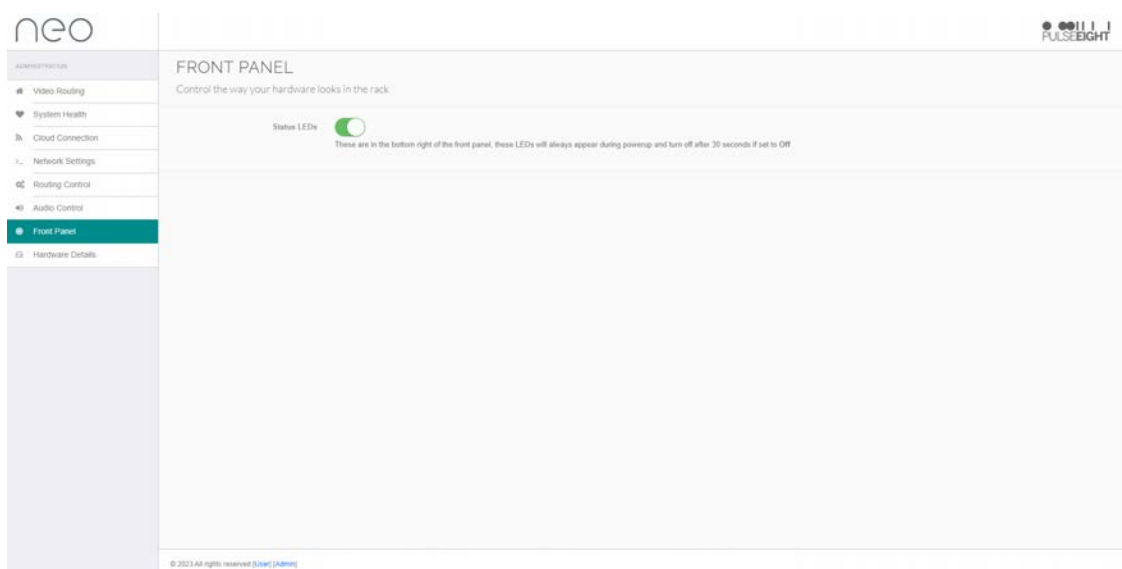 neo
PULSEEIGHT
ADMINISTRATION
Video Routing
System Health
Cloud Connection
Network Settings
Routing Control
Audio Control
Front Panel
Hardware Details
FRONT PANEL
Control the way your hardware looks in the rack
Status LEDs
These are in the bottom right of the front panel, these LEDs will always appear during powerup and turn off after 30 seconds if set to Off
© 2023 All rights reserved [User] [Admin]